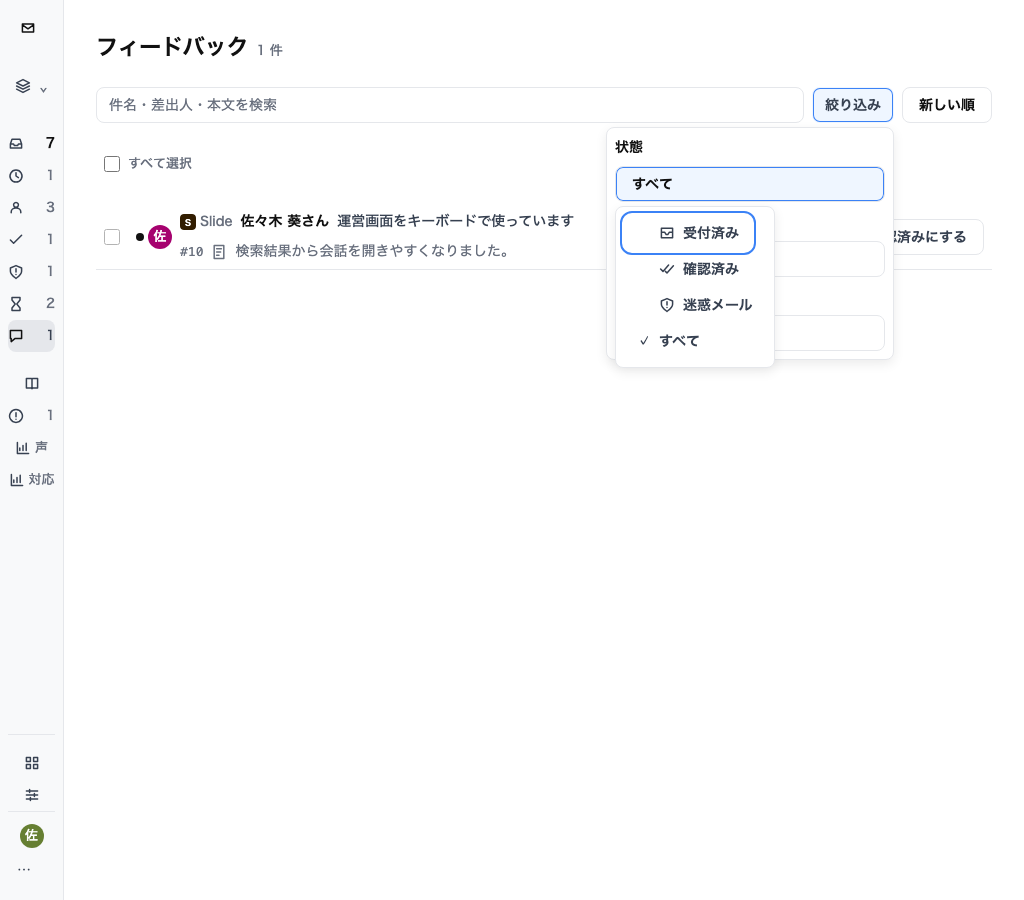 フィードバック 1 件
件名・差出人・本文を検索
絞り込み
新しい順
すべて選択
状態
すべて
受付済み
確認済み
迷惑メール
✓ すべて
S Slide 佐々木 葵さん 運営画面をキーボードで使っています
佐
#10 検索結果から会話を開きやすくなりました。
済みにする
7
1
3
1
1
2
1
1
声
対応
佐
…